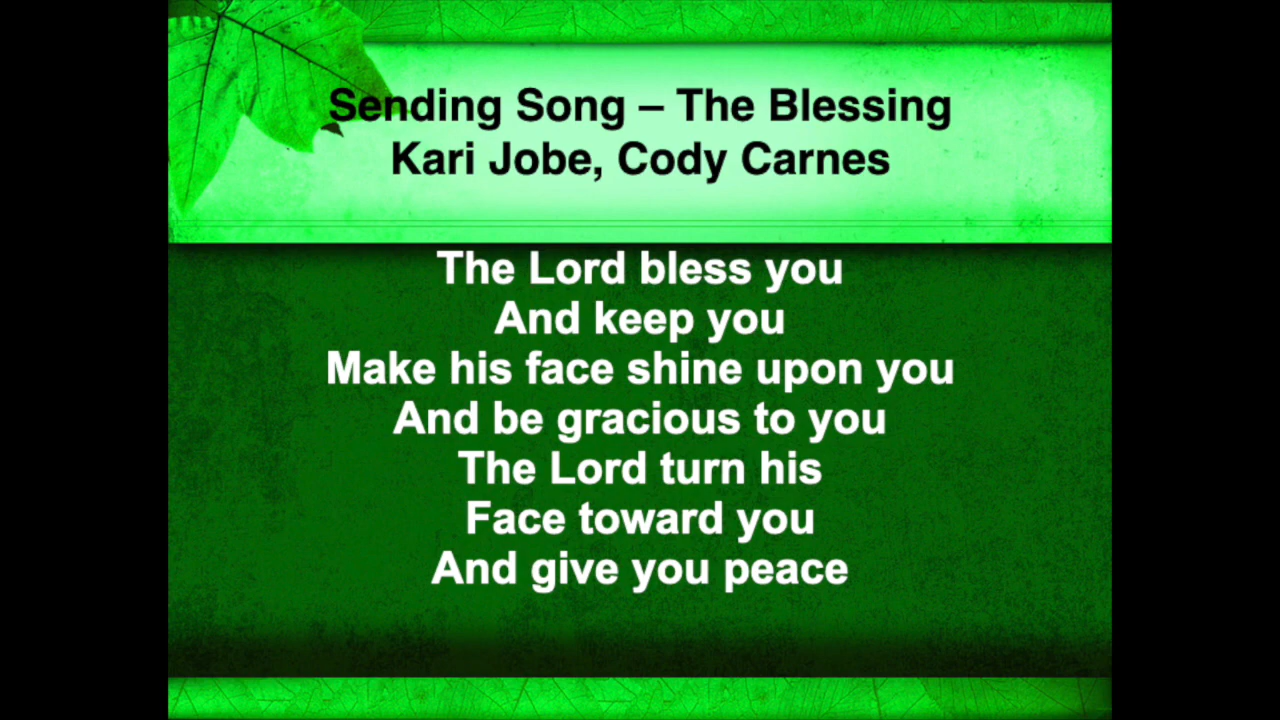 Sending Song – The Blessing
Kari Jobe, Cody Carnes
The Lord bless you
And keep you
Make his face shine upon you
And be gracious to you
The Lord turn his
Face toward you
And give you peace